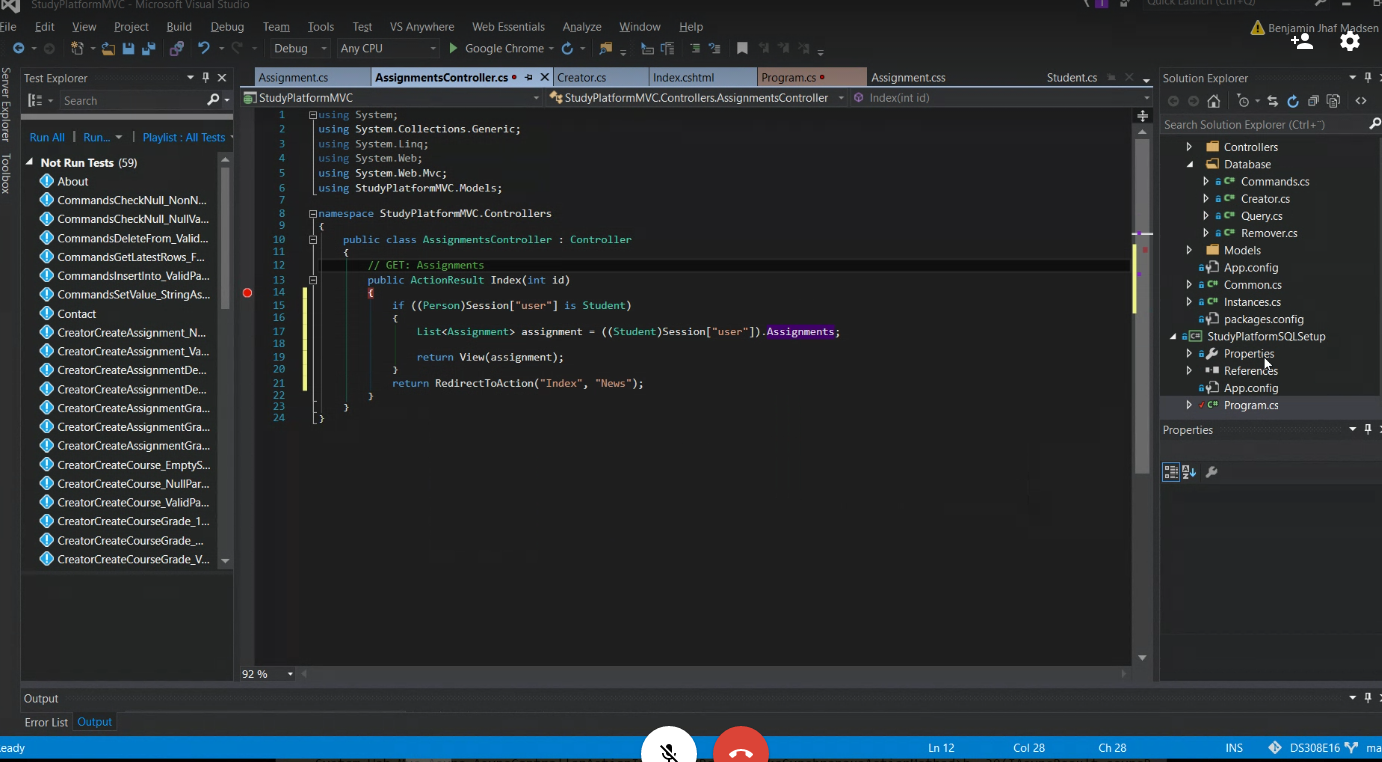 StudyPlatformMVC - Microsoft Visual Studio
Quick Launch (Ctrl+Q)
File Edit View Project Build Debug Team Tools Test VS Anywhere Web Essentials Analyze Window Help
Benjamin Jhaf Madsen
Debug Any CPU Google Chrome
Server Explorer
Toolbox
Test Explorer
Search
Run All | Run... | Playlist : All Tests
Not Run Tests (59)
About
CommandsCheckNull_NonN...
CommandsCheckNull_NullVa...
CommandsDeleteFrom_Valid...
CommandsGetLatestRows_F...
CommandsInsertInto_ValidPa...
CommandsSetValue_StringAs...
Contact
CreatorCreateAssignment_N...
CreatorCreateAssignment_Va...
CreatorCreateAssignmentDe...
CreatorCreateAssignmentDe...
CreatorCreateAssignmentGra...
CreatorCreateAssignmentGra...
CreatorCreateAssignmentGra...
CreatorCreateCourse_EmptyS...
CreatorCreateCourse_NullPar...
CreatorCreateCourse_ValidPa...
CreatorCreateCourseGrade_1...
CreatorCreateCourseGrade_...
CreatorCreateCourseGrade_V...
Assignment.cs AssignmentsController.cs Creator.cs Index.cshtml Program.cs Assignment.css Student.cs
StudyPlatformMVC StudyPlatformMVC.Controllers.AssignmentsController Index(int id)
1 using System;
2 using System.Collections.Generic;
3 using System.Linq;
4 using System.Web;
5 using System.Web.Mvc;
6 using StudyPlatformMVC.Models;
7
8 namespace StudyPlatformMVC.Controllers
9 {
10 public class AssignmentsController : Controller
11 {
12 // GET: Assignments
13 public ActionResult Index(int id)
14 {
15 if ((Person)Session["user"] is Student)
16 {
17 List<Assignment> assignment = ((Student)Session["user"]).Assignments;
18
19 return View(assignment);
20 }
21 return RedirectToAction("Index", "News");
22 }
23 }
24 }
92 %
Solution Explorer
Search Solution Explorer (Ctrl+¨)
Controllers
Database
C# Commands.cs
C# Creator.cs
C# Query.cs
C# Remover.cs
Models
App.config
C# Common.cs
C# Instances.cs
packages.config
C# StudyPlatformSQLSetup
Properties
References
App.config
C# Program.cs
Properties
Output
Error List Output
eady Ln 12 Col 28 Ch 28 INS DS308E16 ma